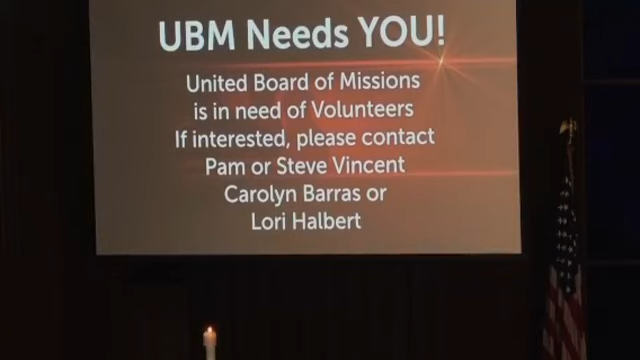 UBM Needs YOU!
United Board of Missions
is in need of Volunteers
If interested, please contact
Pam or Steve Vincent
Carolyn Barras or
Lori Halbert